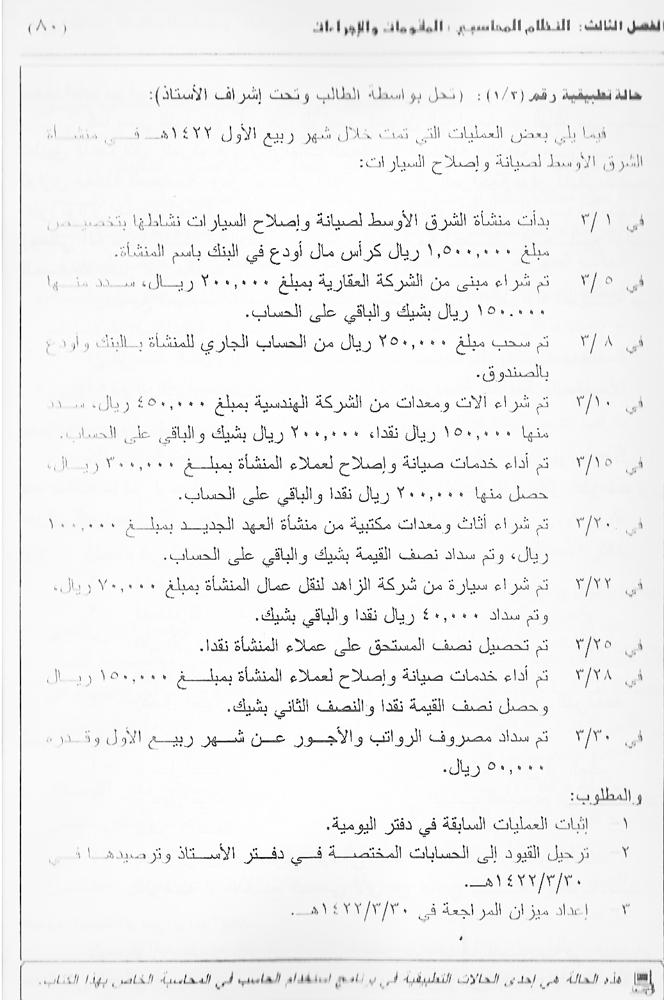 الفصل الثالث: النظام المحاسبي: المقومات والإجراءات (٨٠)
حالة تطبيقية رقم (١/٣): (تحل بواسطة الطالب وتحت إشراف الأستاذ):
فيما يلي بعض العمليات التي تمت خلال شهر ربيع الأول ١٤٢٢هـ في منشأة
الشرق الأوسط لصيانة وإصلاح السيارات:
في ١ /٣ بدأت منشأة الشرق الأوسط لصيانة وإصلاح السيارات نشاطها بتخصيص
مبلغ ١,٥٠٠,٠٠٠ ريال كرأس مال أودع في البنك باسم المنشأة.
في ٥ /٣ تم شراء مبنى من الشركة العقارية بمبلغ ٢٠٠,٠٠٠ ريال، سدد منها
١٥٠,٠٠٠ ريال بشيك والباقي على الحساب.
في ٨ /٣ تم سحب مبلغ ٢٥٠,٠٠٠ ريال من الحساب الجاري للمنشأة بالبنك وأودع
بالصندوق.
في ٣/١٠ تم شراء آلات ومعدات من الشركة الهندسية بمبلغ ٤٥٠,٠٠٠ ريال، سدد
منها ١٥٠,٠٠٠ ريال نقدا، ٢٠٠,٠٠٠ ريال بشيك والباقي على الحساب.
في ٣/١٥ تم أداء خدمات صيانة وإصلاح لعملاء المنشأة بمبلغ ٣٠٠,٠٠٠ ريال،
حصل منها ٢٠٠,٠٠٠ ريال نقدا والباقي على الحساب.
في ٣/٢٠ تم شراء أثاث ومعدات مكتبية من منشأة العهد الجديد بمبلغ ١٠٠,٠٠٠
ريال، وتم سداد نصف القيمة بشيك والباقي على الحساب.
في ٣/٢٢ تم شراء سيارة من شركة الزاهد لنقل عمال المنشأة بمبلغ ٧٠,٠٠٠ ريال،
وتم سداد ٤٠,٠٠٠ ريال نقدا والباقي بشيك.
في ٣/٢٥ تم تحصيل نصف المستحق على عملاء المنشأة نقدا.
في ٣/٢٨ تم أداء خدمات صيانة وإصلاح لعملاء المنشأة بمبلغ ١٥٠,٠٠٠ ريال
وحصل نصف القيمة نقدا والنصف الثاني بشيك.
في ٣/٣٠ تم سداد مصروف الرواتب والأجور عن شهر ربيع الأول وقدره
٥٠,٠٠٠ ريال.
والمطلوب:
١- إثبات العمليات السابقة في دفتر اليومية.
٢- ترحيل القيود إلى الحسابات المختصة في دفتر الأستاذ وترصيدها في
١٤٢٢/٣/٣٠هـ.
٣- إعداد ميزان المراجعة في ١٤٢٢/٣/٣٠هـ.
هذه الحالة هي إحدى الحالات التطبيقية في برنامج استخدام الحاسب في المحاسبة الخاص بهذا الكتاب.